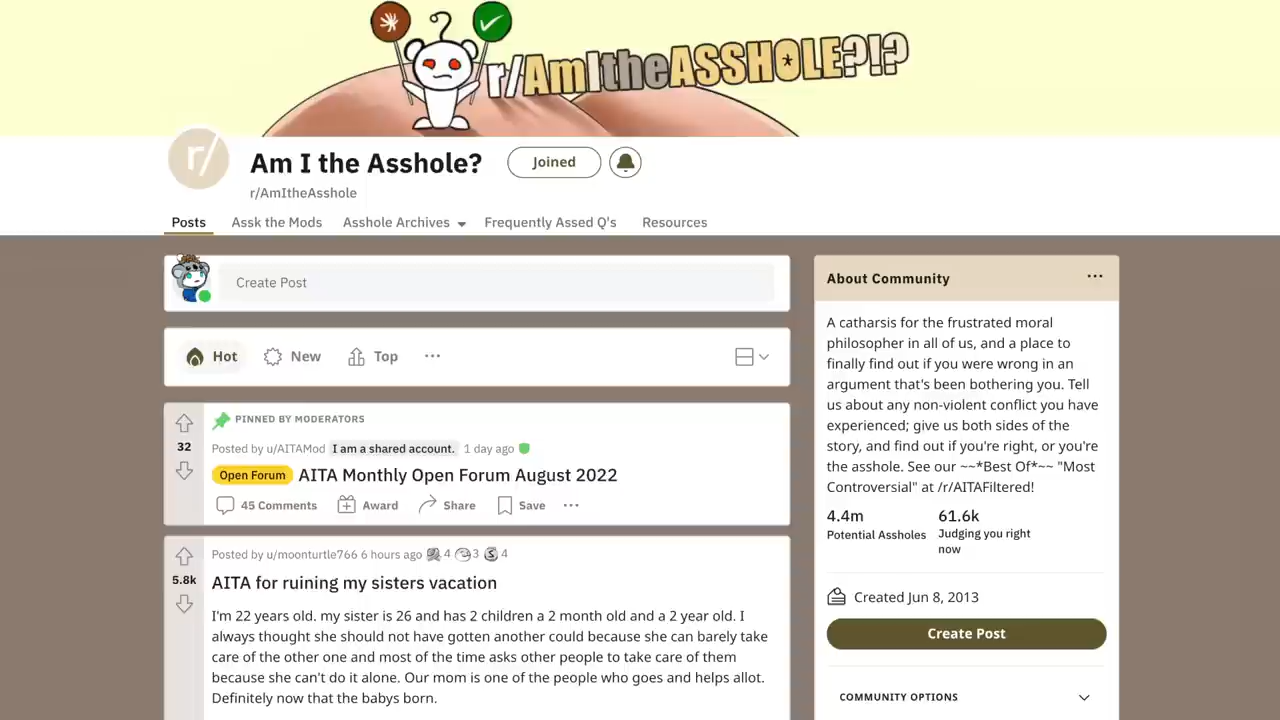 r/AmItheASSHOLE?!?
r/
Am I the Asshole?
Joined
r/AmItheAsshole
Posts
Assk the Mods
Asshole Archives
Frequently Assed Q's
Resources
Create Post
Hot
New
Top
PINNED BY MODERATORS
32
Posted by u/AITAMod I am a shared account. 1 day ago
Open Forum AITA Monthly Open Forum August 2022
45 Comments
Award
Share
Save
Posted by u/moonturtle766 6 hours ago 4 3 4
5.8k
AITA for ruining my sisters vacation
I'm 22 years old. my sister is 26 and has 2 children a 2 month old and a 2 year old. I
always thought she should not have gotten another could because she can barely take
care of the other one and most of the time asks other people to take care of them
because she can't do it alone. Our mom is one of the people who goes and helps allot.
Definitely now that the babys born.
About Community
A catharsis for the frustrated moral
philosopher in all of us, and a place to
finally find out if you were wrong in an
argument that's been bothering you. Tell
us about any non-violent conflict you have
experienced; give us both sides of the
story, and find out if you're right, or you're
the asshole. See our ~~*Best Of*~~ "Most
Controversial" at /r/AITAFiltered!
4.4m
Potential Assholes
61.6k
Judging you right
now
Created Jun 8, 2013
Create Post
COMMUNITY OPTIONS